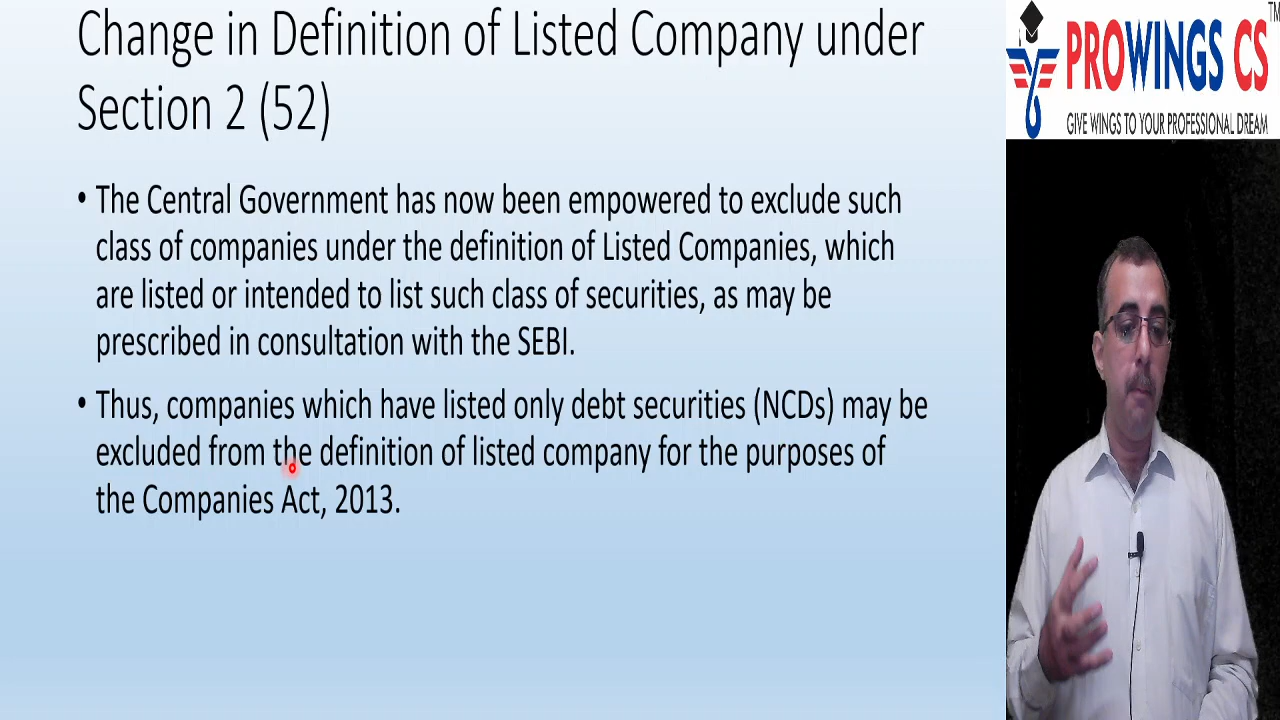 Change in Definition of Listed Company under
Section 2 (52)
• The Central Government has now been empowered to exclude such
class of companies under the definition of Listed Companies, which
are listed or intended to list such class of securities, as may be
prescribed in consultation with the SEBI.
• Thus, companies which have listed only debt securities (NCDs) may be
excluded from the definition of listed company for the purposes of
the Companies Act, 2013.
TM
PROWINGS CS
GIVE WINGS TO YOUR PROFESSIONAL DREAM